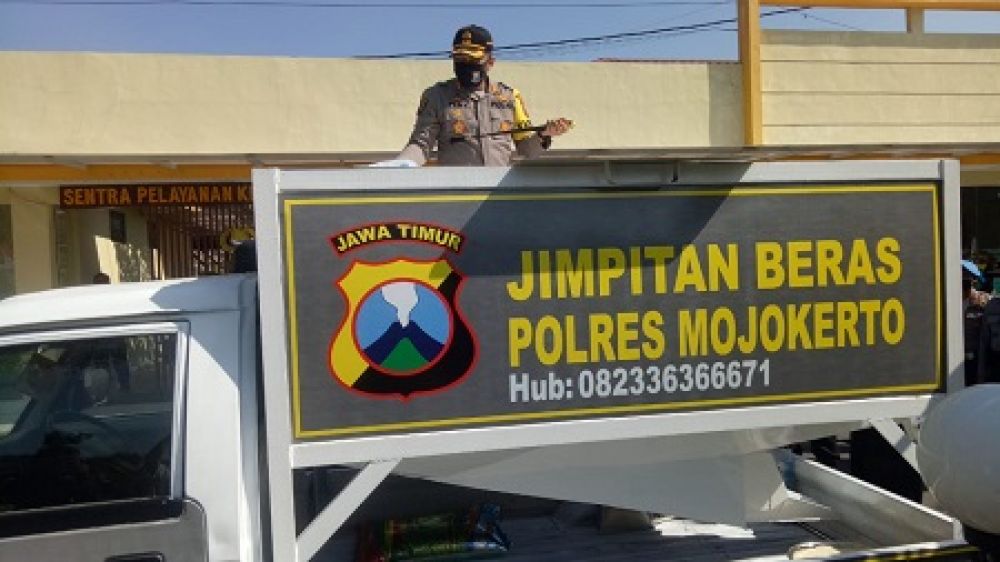 SENTRA PELAYANAN
JAWA TIMUR
JIMPITAN BERAS
POLRES MOJOKERTO
Hub: 082336366671